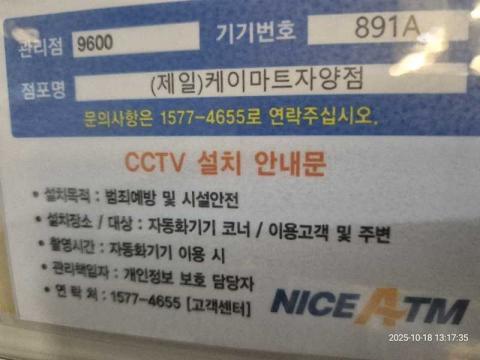 관리점 9600 기기번호 891A
점포명 (제일)케이마트자양점
문의사항은 1577-4655로 연락주십시오.
CCTV 설치 안내문
• 설치목적 : 범죄예방 및 시설안전
• 설치장소 / 대상 : 자동화기기 코너 / 이용고객 및 주변
• 촬영시간 : 자동화기기 이용 시
• 관리책임자 : 개인정보 보호 담당자
• 연 락 처 : 1577-4655 [고객센터]
NICE ATM
2025-10-18 13:17:35